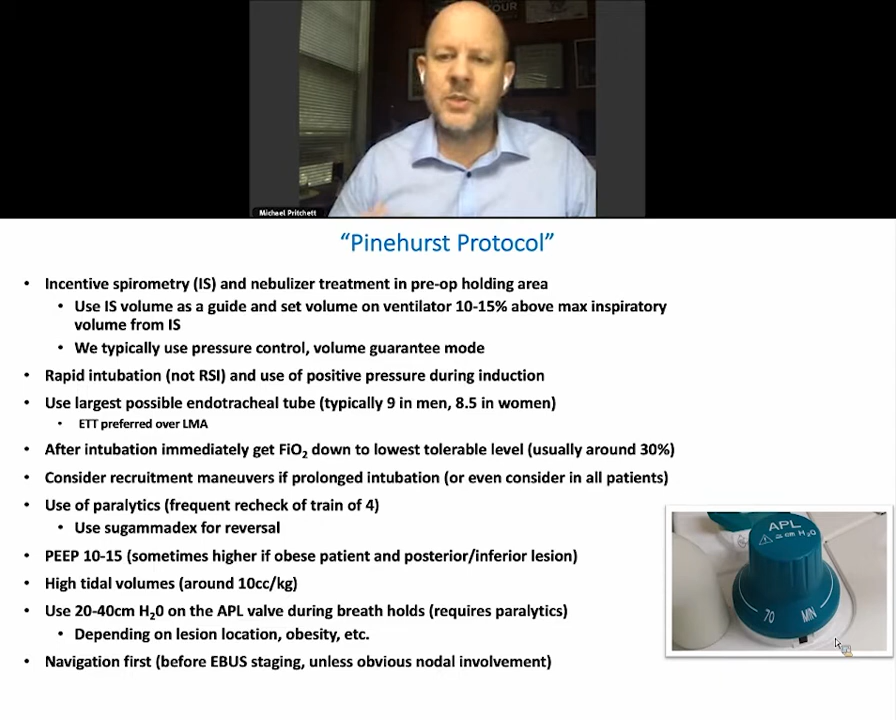 OUR
Michael Pritchett
“Pinehurst Protocol”
• Incentive spirometry (IS) and nebulizer treatment in pre-op holding area
• Use IS volume as a guide and set volume on ventilator 10-15% above max inspiratory
volume from IS
• We typically use pressure control, volume guarantee mode
• Rapid intubation (not RSI) and use of positive pressure during induction
• Use largest possible endotracheal tube (typically 9 in men, 8.5 in women)
• ETT preferred over LMA
• After intubation immediately get FiO₂ down to lowest tolerable level (usually around 30%)
• Consider recruitment maneuvers if prolonged intubation (or even consider in all patients)
• Use of paralytics (frequent recheck of train of 4)
• Use sugammadex for reversal
• PEEP 10-15 (sometimes higher if obese patient and posterior/inferior lesion)
• High tidal volumes (around 10cc/kg)
• Use 20-40cm H₂0 on the APL valve during breath holds (requires paralytics)
• Depending on lesion location, obesity, etc.
• Navigation first (before EBUS staging, unless obvious nodal involvement)
APL
⚠ ≈ cm H₂O
70 MIN